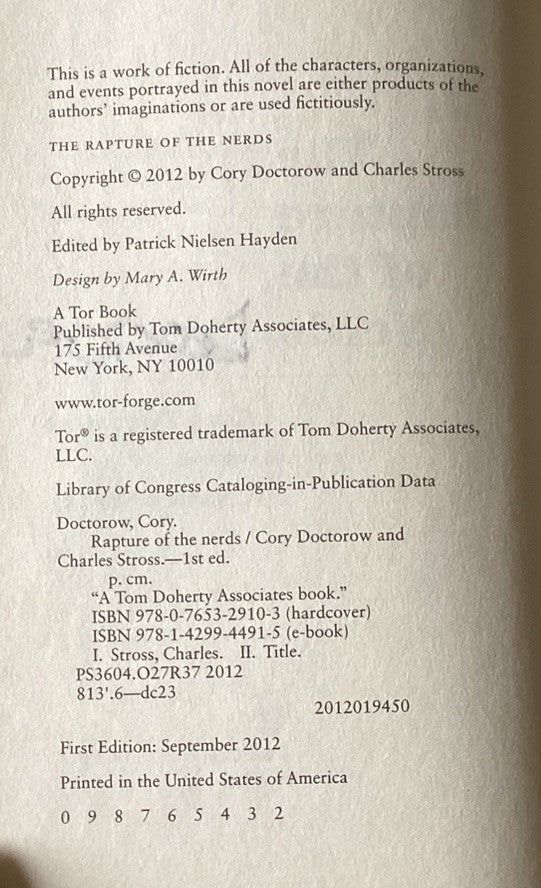 This is a work of fiction. All of the characters, organizations,
and events portrayed in this novel are either products of the
authors' imaginations or are used fictitiously.
THE RAPTURE OF THE NERDS
Copyright © 2012 by Cory Doctorow and Charles Stross
All rights reserved.
Edited by Patrick Nielsen Hayden
Design by Mary A. Wirth
A Tor Book
Published by Tom Doherty Associates, LLC
175 Fifth Avenue
New York, NY 10010
www.tor-forge.com
Tor® is a registered trademark of Tom Doherty Associates,
LLC.
Library of Congress Cataloging-in-Publication Data
Doctorow, Cory.
Rapture of the nerds / Cory Doctorow and
Charles Stross.—1st ed.
p. cm.
“A Tom Doherty Associates book.”
ISBN 978-0-7653-2910-3 (hardcover)
ISBN 978-1-4299-4491-5 (e-book)
I. Stross, Charles. II. Title.
PS3604.O27R37 2012
813'.6—dc23
2012019450
First Edition: September 2012
Printed in the United States of America
0 9 8 7 6 5 4 3 2